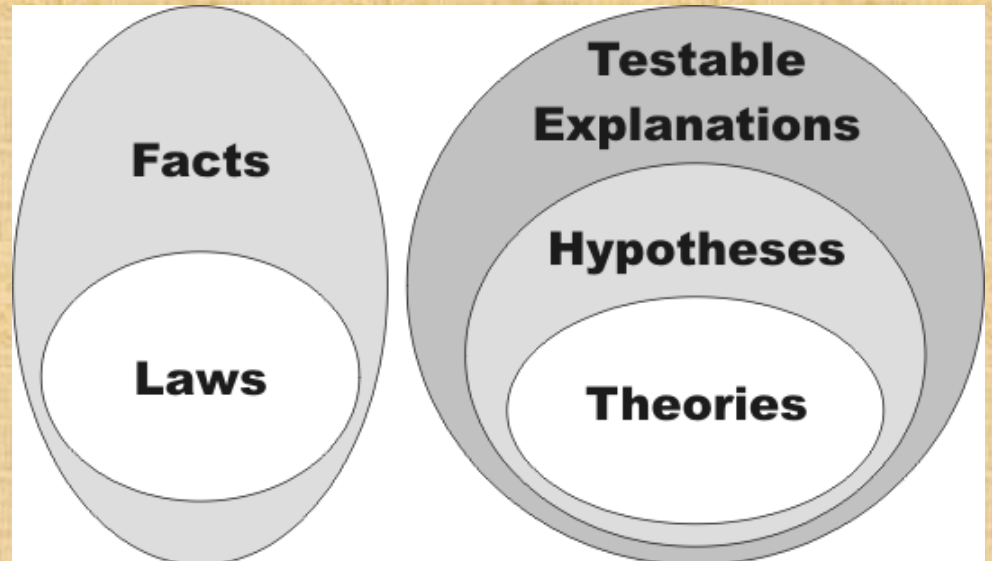 Facts
Laws
Testable
Explanations
Hypotheses
Theories